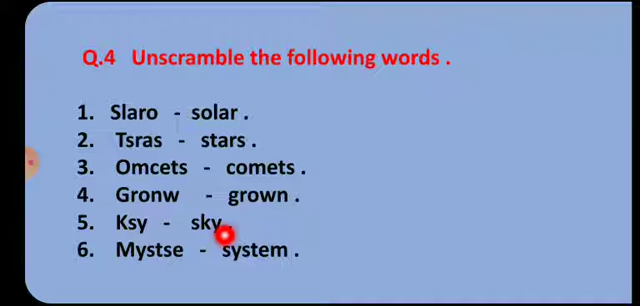 Q.4 Unscramble the following words .
1. Slaro - solar .
2. Tsras - stars .
3. Omcets - comets .
4. Gronw - grown .
5. Ksy - sky .
6. Mystse - system .